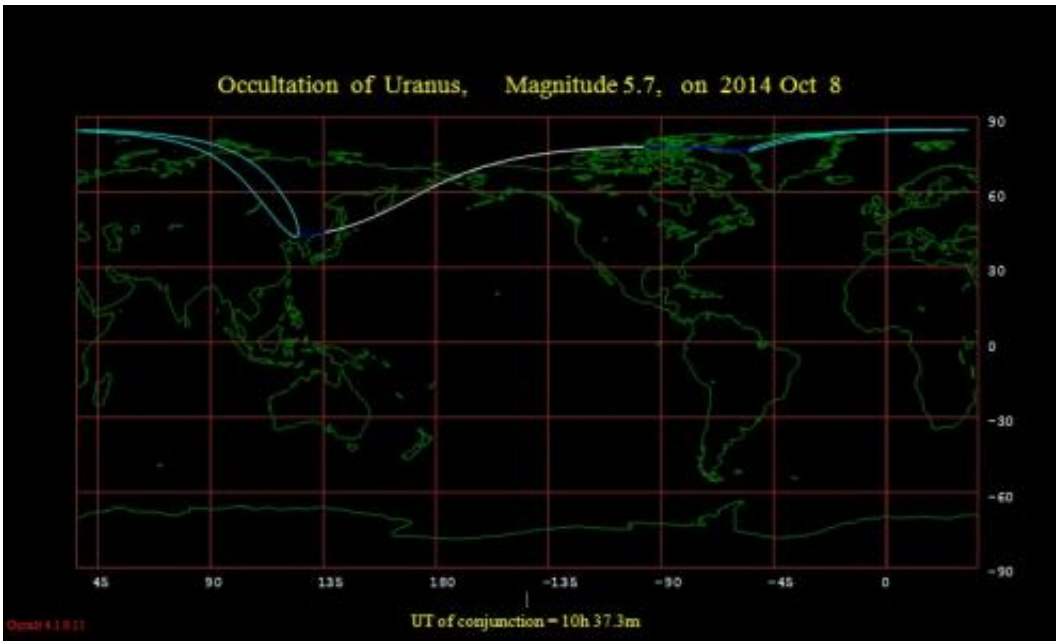 Occultation of Uranus, Magnitude 5.7, on 2014 Oct 8
90
60
30
0
-30
-60
-90
45 90 135 180 -135 -90 -45 0
UT of conjunction = 10h 37.3m